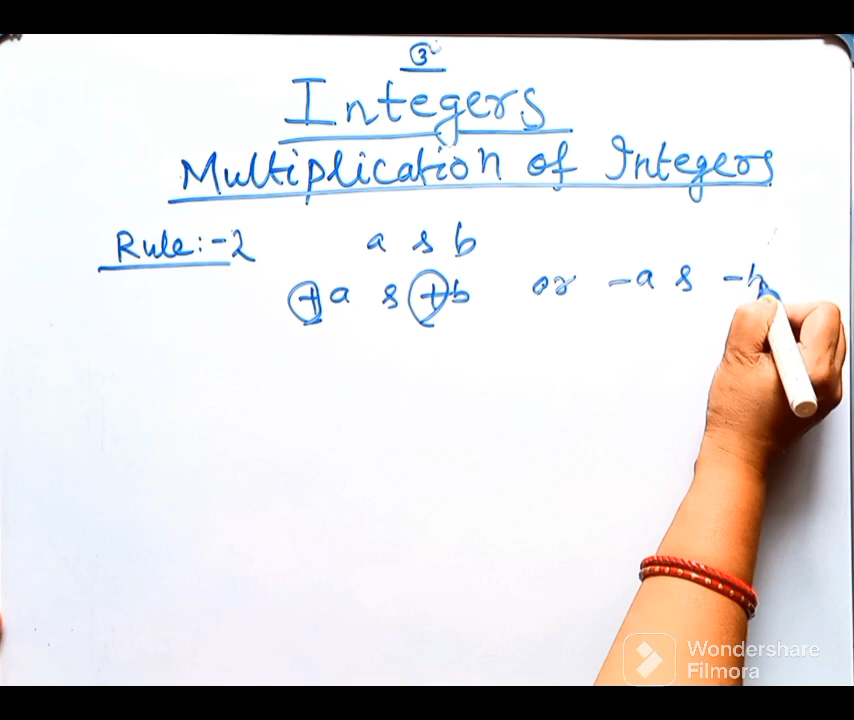 3
Integers
Multiplication of Integers
Rule:-2 a & b
+a & +b or -a & -b
Wondershare
Filmora